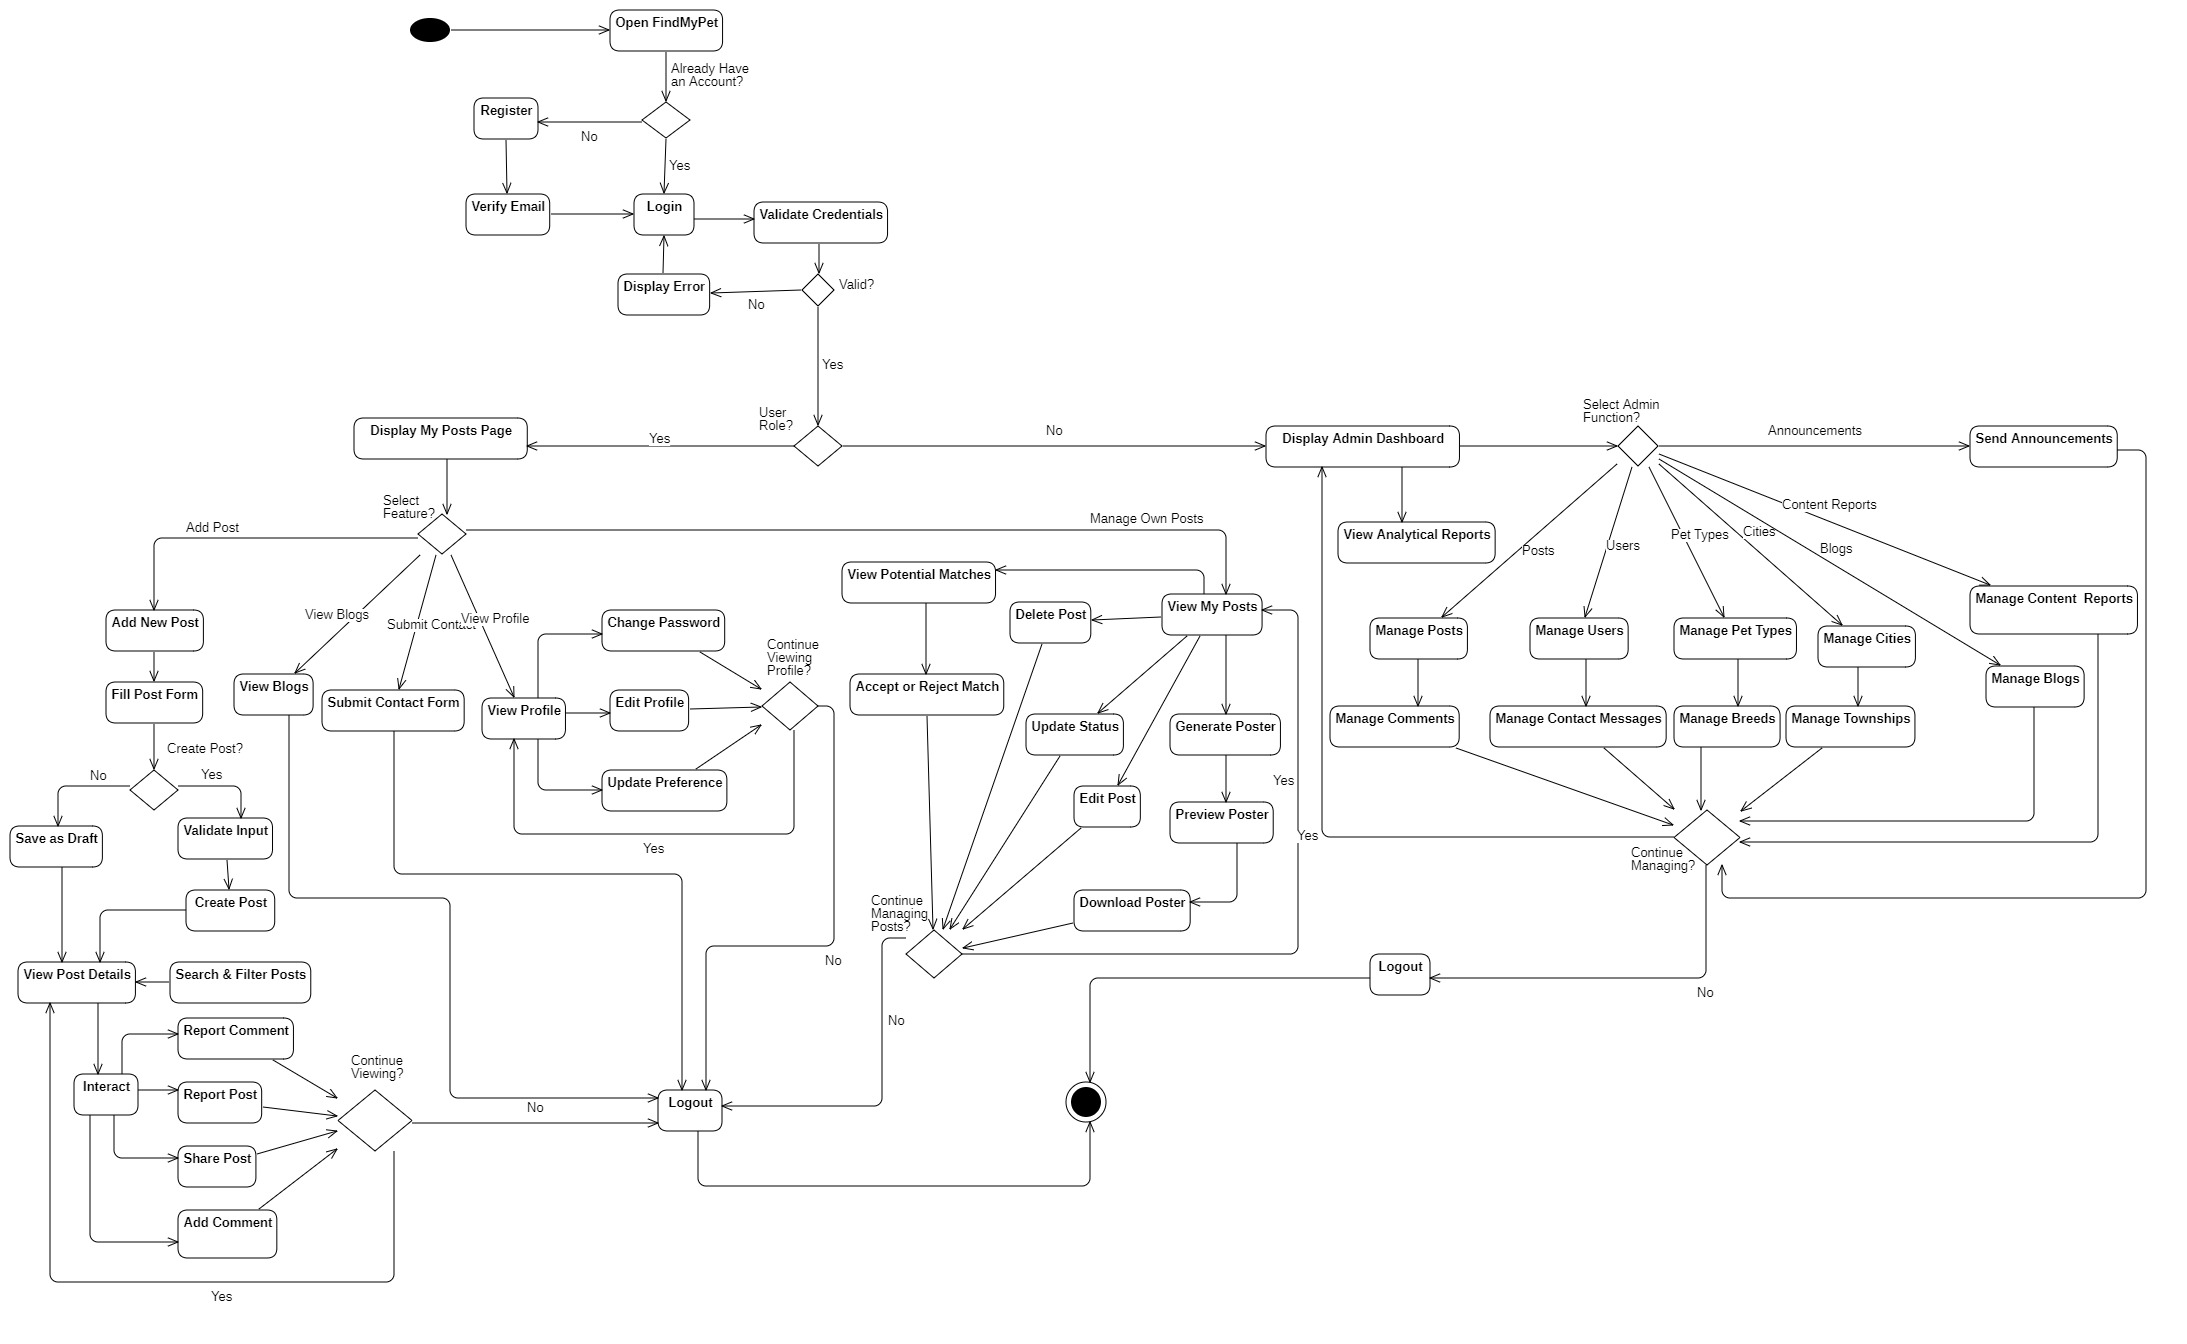 Open FindMyPet
Already Have
an Account?
Register
No
Yes
Verify Email
Login
Validate Credentials
Display Error
No
Valid?
Yes
User
Role?
Display My Posts Page
Yes
No
Display Admin Dashboard
Select Admin
Function?
Announcements
Send Announcements
Select
Feature?
Add Post
Manage Own Posts
View Analytical Reports
Content Reports
Posts
Users
Pet Types
Cities
Blogs
View Potential Matches
Delete Post
View My Posts
Manage Content  Reports
Add New Post
View Blogs
Submit Contact
View Profile
Change Password
Continue
Viewing
Profile?
Manage Posts
Manage Users
Manage Pet Types
Manage Cities
Manage Blogs
Fill Post Form
View Blogs
Submit Contact Form
View Profile
Edit Profile
Accept or Reject Match
Update Status
Generate Poster
Manage Comments
Manage Contact Messages
Manage Breeds
Manage Townships
Create Post?
No
Yes
Update Preference
Edit Post
Yes
Preview Poster
Save as Draft
Validate Input
Yes
Yes
Continue
Managing?
Create Post
Continue
Managing
Posts?
Download Poster
No
View Post Details
Search & Filter Posts
Logout
No
Report Comment
No
Continue
Viewing?
Interact
Report Post
No
Logout
Share Post
Add Comment
Yes